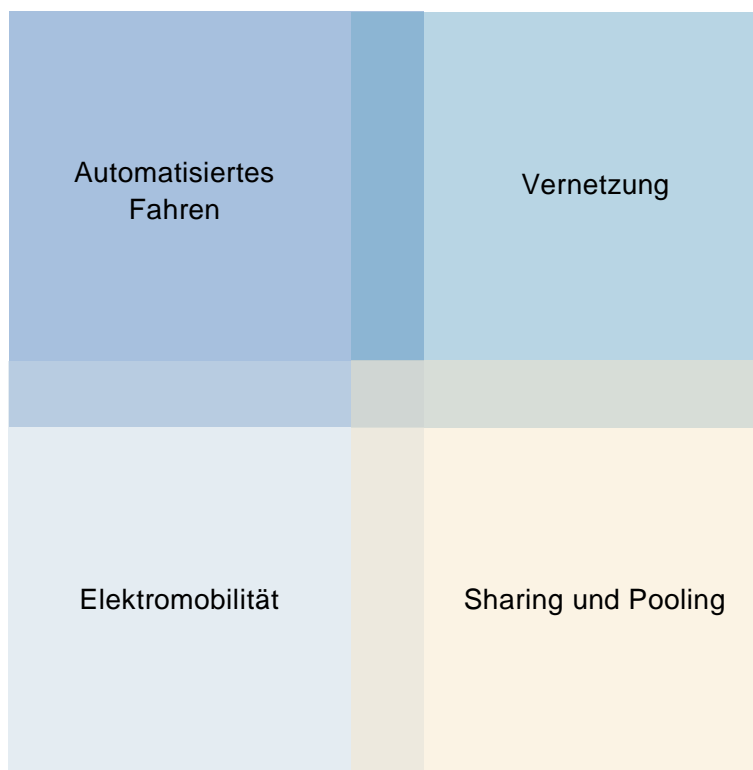 Automatisiertes
Fahren
Vernetzung
Elektromobilität
Sharing und Pooling